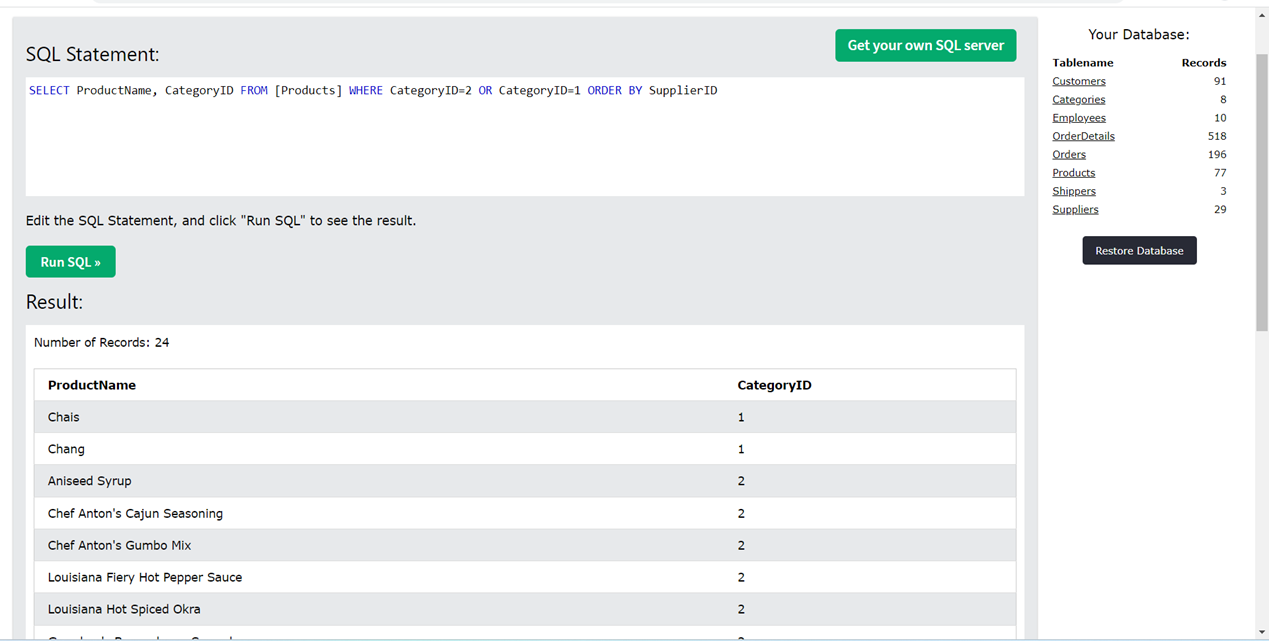 SQL Statement:
Get your own SQL server
SELECT ProductName, CategoryID FROM [Products] WHERE CategoryID=2 OR CategoryID=1 ORDER BY SupplierID
Edit the SQL Statement, and click "Run SQL" to see the result.
Run SQL »
Result:
Number of Records: 24
ProductName CategoryID
Chais 1
Chang 1
Aniseed Syrup 2
Chef Anton's Cajun Seasoning 2
Chef Anton's Gumbo Mix 2
Louisiana Fiery Hot Pepper Sauce 2
Louisiana Hot Spiced Okra 2
Your Database:
Tablename Records
Customers 91
Categories 8
Employees 10
OrderDetails 518
Orders 196
Products 77
Shippers 3
Suppliers 29
Restore Database